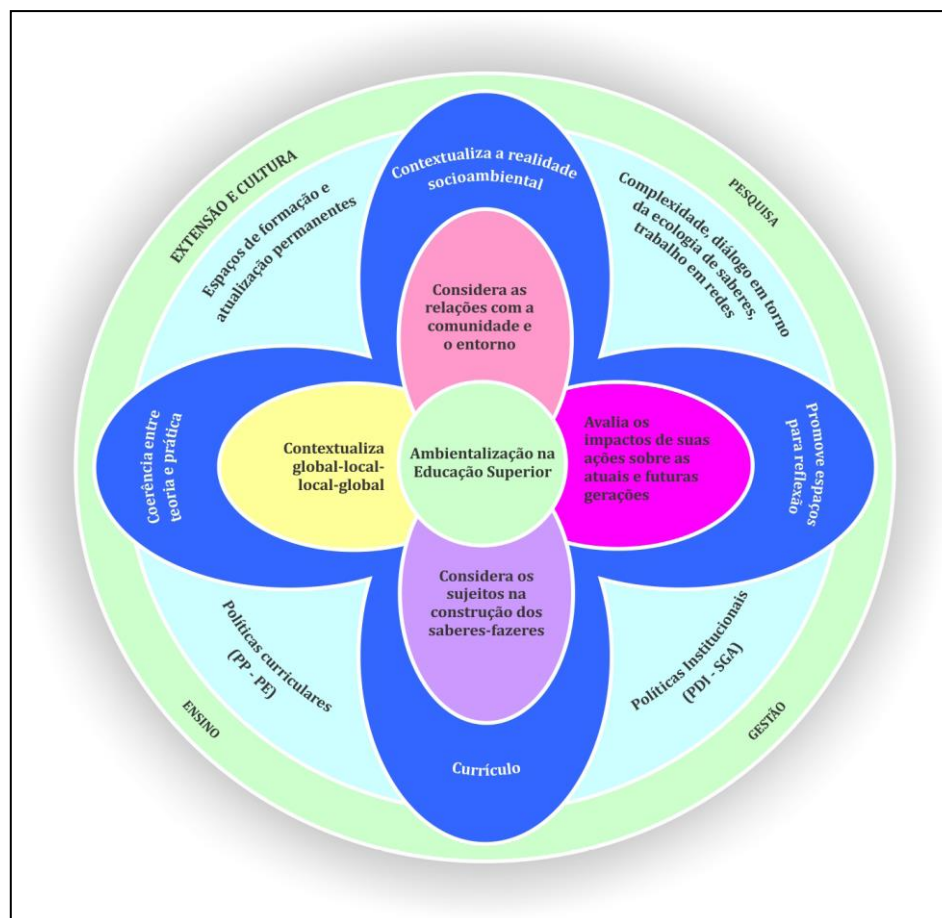 EXTENSÃO E CULTURA
PESQUISA
Espaços de formação e
atualização permanentes
Contextualiza a realidade
socioambiental
Complexidade, diálogo em torno
da ecologia de saberes,
trabalho em redes
Considera as
relações com a
comunidade e
o entorno
Coerência entre
teoria e prática
Contextualiza
global-local-
local-global
Ambientalização na
Educação Superior
Avalia os
impactos de suas
ações sobre as
atuais e futuras
gerações
Promove espaços
para reflexão
Considera os
sujeitos na
construção dos
saberes-fazeres
Políticas curriculares
(PP - PE)
Políticas Institucionais
(PDI - SGA)
ENSINO
GESTÃO
Currículo